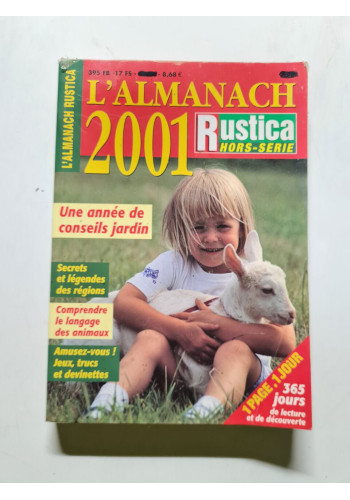 L'ALMANACH RUSTICA
395 FB 17 FS - 8,68 €
L'ALMANACH
2001
Rustica
HORS-SERIE
Une année de
conseils jardin
Secrets
et légendes
des régions
Comprendre
le langage
des animaux
Amusez-vous !
Jeux, trucs
et devinettes
1 PAGE, 1 JOUR
365
jours
de lecture
et de découverte